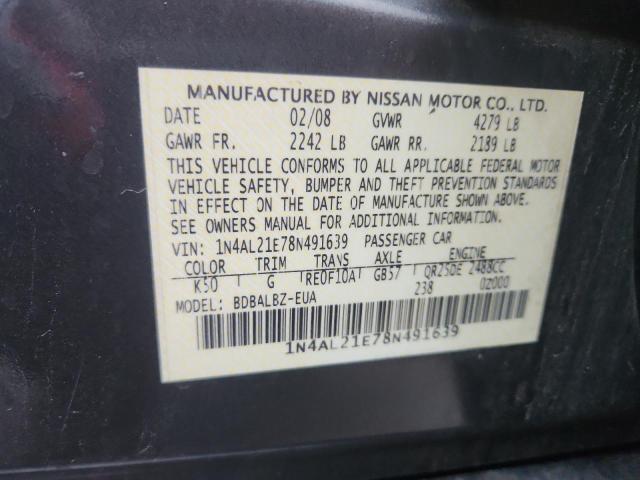 MANUFACTURED BY NISSAN MOTOR CO., LTD.
DATE 02/08 GVWR 4279 LB
GAWR FR. 2242 LB GAWR RR. 2189 LB
THIS VEHICLE CONFORMS TO ALL APPLICABLE FEDERAL MOTOR
VEHICLE SAFETY, BUMPER AND THEFT PREVENTION STANDARDS
IN EFFECT ON THE DATE OF MANUFACTURE SHOWN ABOVE.
SEE OWNERS MANUAL FOR ADDITIONAL INFORMATION.
VIN: 1N4AL21E78N491639 PASSENGER CAR
COLOR TRIM TRANS AXLE ENGINE
K50 G RE0F10A GB57 QR25DE 2488CC
MODEL: BDBALBZ-EUA 238 02000
1N4AL21E78N491639